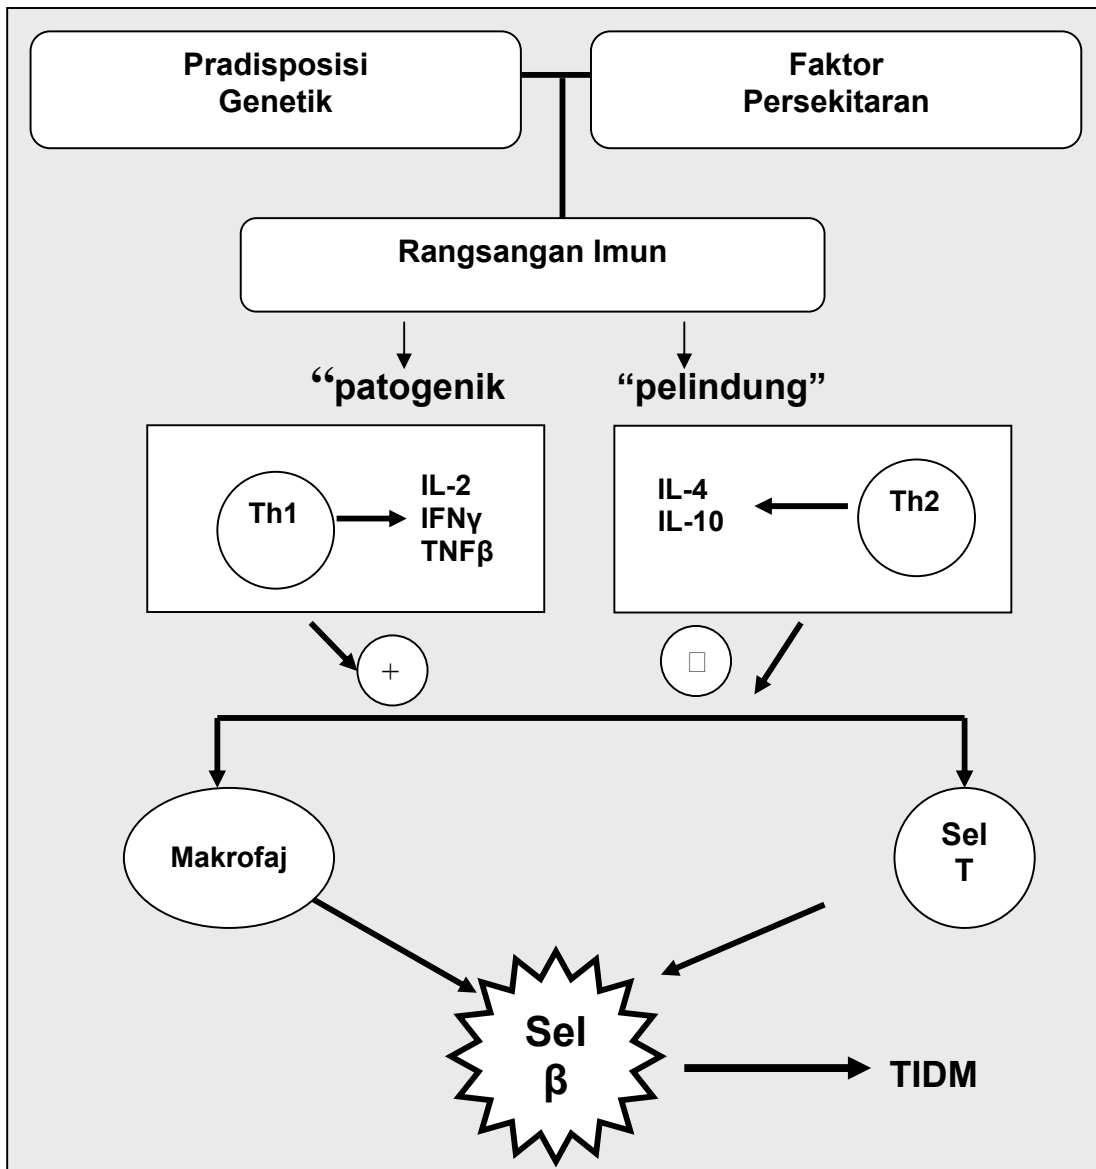 Pradisposisi
Genetik
Faktor
Persekitaran
Rangsangan Imun
“patogenik
“pelindung”
Th1
IL-2
IFNγ
TNFβ
IL-4
IL-10
Th2
+
□
Makrofaj
Sel
T
Sel
β
TIDM